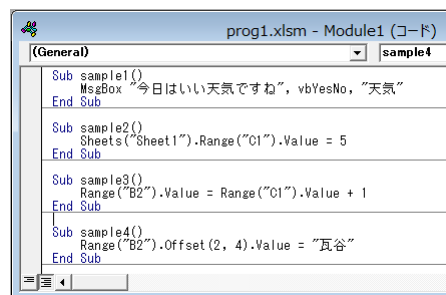 prog1.xlsm - Module1 (コード)
(General)
sample4
Sub sample1()
MsgBox "今日はいい天気ですね", vbYesNo, "天気"
End Sub
Sub sample2()
Sheets("Sheet1").Range("C1").Value = 5
End Sub
Sub sample3()
Range("B2").Value = Range("C1").Value + 1
End Sub
Sub sample4()
Range("B2").Offset(2, 4).Value = "瓦谷"
End Sub